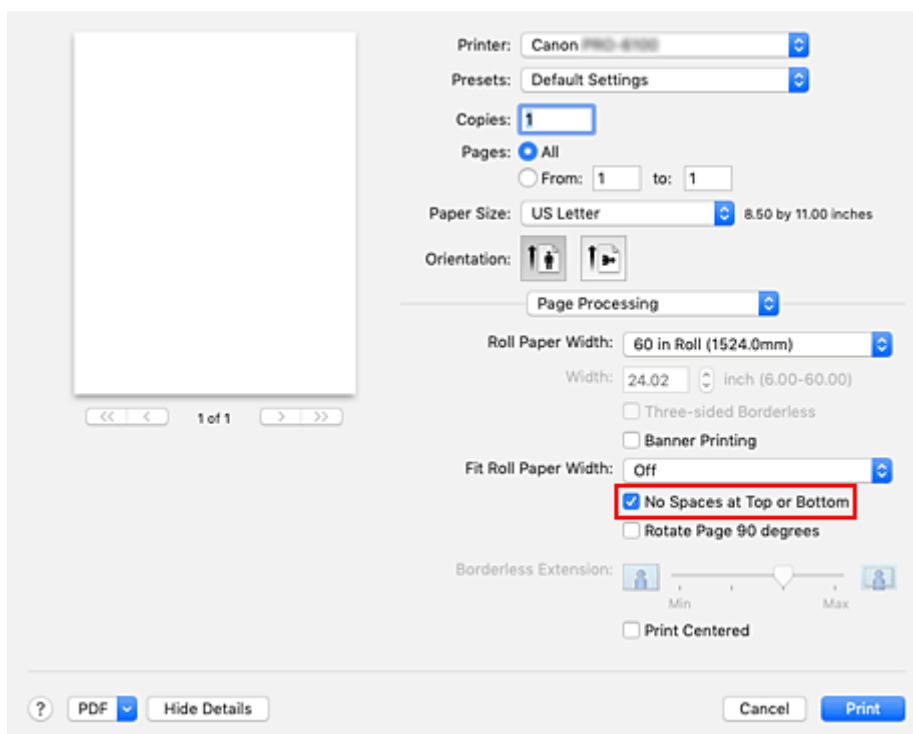 Printer: Canon
Presets: Default Settings
Copies: 1
Pages: All
From: 1 to: 1
Paper Size: US Letter 8.50 by 11.00 inches
Orientation:
Page Processing
Roll Paper Width: 60 in Roll (1524.0mm)
Width: 24.02 inch (6.00-60.00)
Three-sided Borderless
1 of 1
Banner Printing
Fit Roll Paper Width: Off
No Spaces at Top or Bottom
Rotate Page 90 degrees
Borderless Extension:
Min Max
Print Centered
? PDF Hide Details Cancel Print